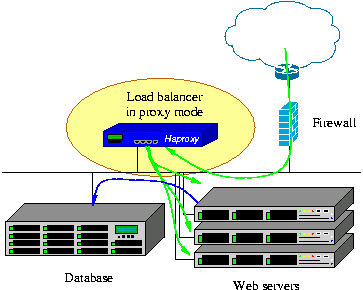 Load balancer
in proxy mode
Haproxy
Firewall
Database
Web servers